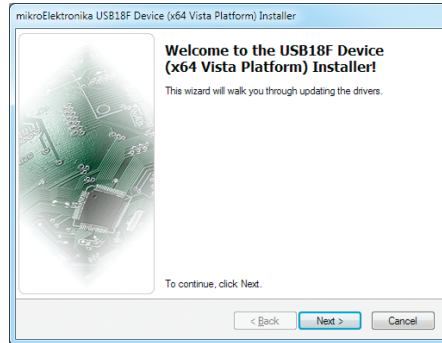 mikroElektronika USB18F Device (x64 Vista Platform) Installer
Welcome to the USB18F Device
(x64 Vista Platform) Installer!
This wizard will walk you through updating the drivers.
To continue, click Next.
< Back
Next >
Cancel